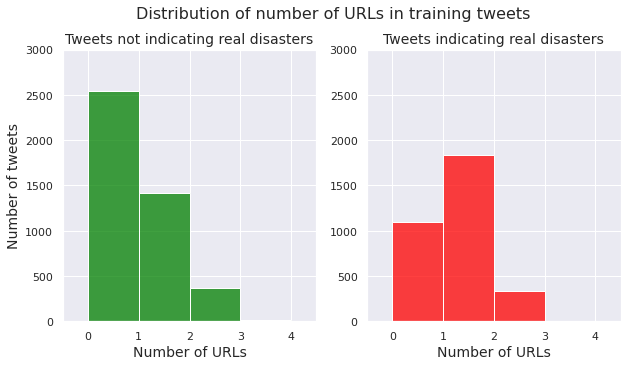 Distribution of number of URLs in training tweets
Tweets not indicating real disasters
Number of tweets
3000
2500
2000
1500
1000
500
0
0 1 2 3 4
Number of URLs
Tweets indicating real disasters
3000
2500
2000
1500
1000
500
0
0 1 2 3 4
Number of URLs